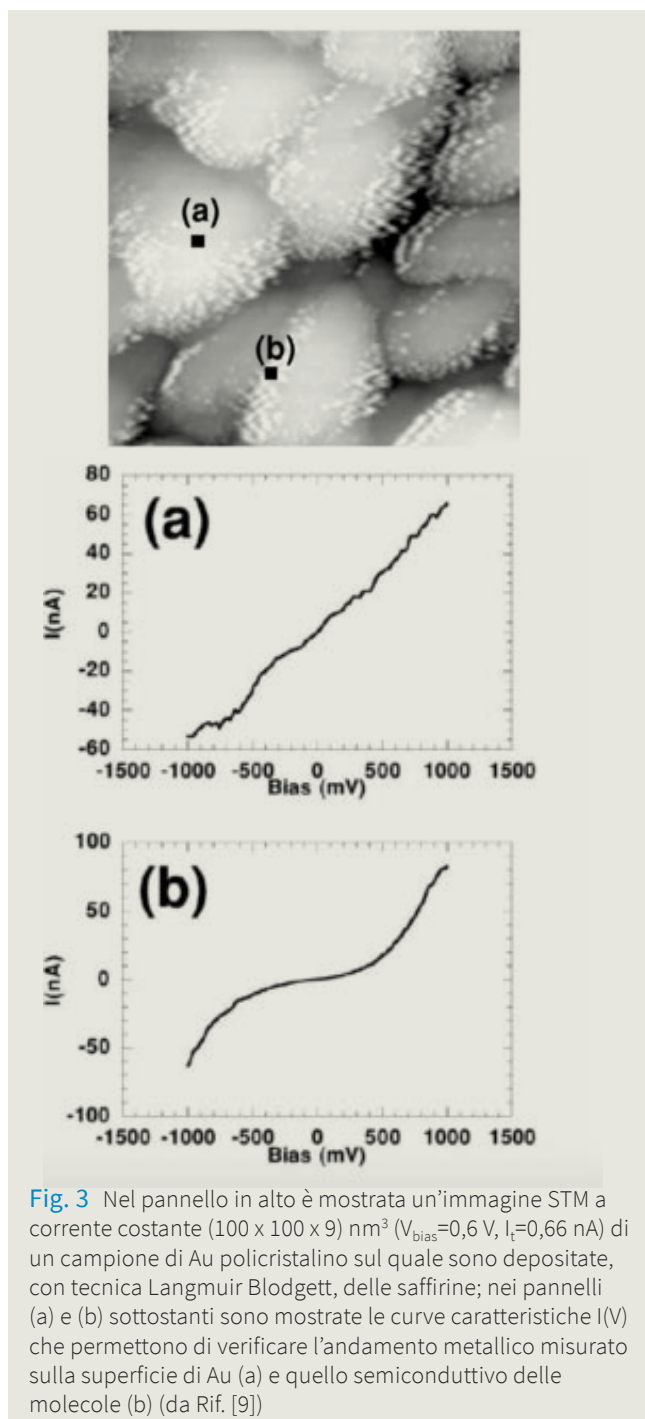 (a)
(b)
80
60
40
20
0
-20
-40
-60
I(nA)
(a)
-1500 -1000 -500 0 500 1000 1500
Bias (mV)
100
50
0
-50
-100
I(nA)
(b)
-1500 -1000 -500 0 500 1000 1500
Bias (mV)
Fig. 3 Nel pannello in alto è mostrata un’immagine STM a
corrente costante (100 x 100 x 9) nm³ (Vbias=0,6 V, It=0,66 nA) di
un campione di Au policristalino sul quale sono depositate,
con tecnica Langmuir Blodgett, delle saffirine; nei pannelli
(a) e (b) sottostanti sono mostrate le curve caratteristiche I(V)
che permettono di verificare l’andamento metallico misurato
sulla superficie di Au (a) e quello semiconduttivo delle
molecole (b) (da Rif. [9])